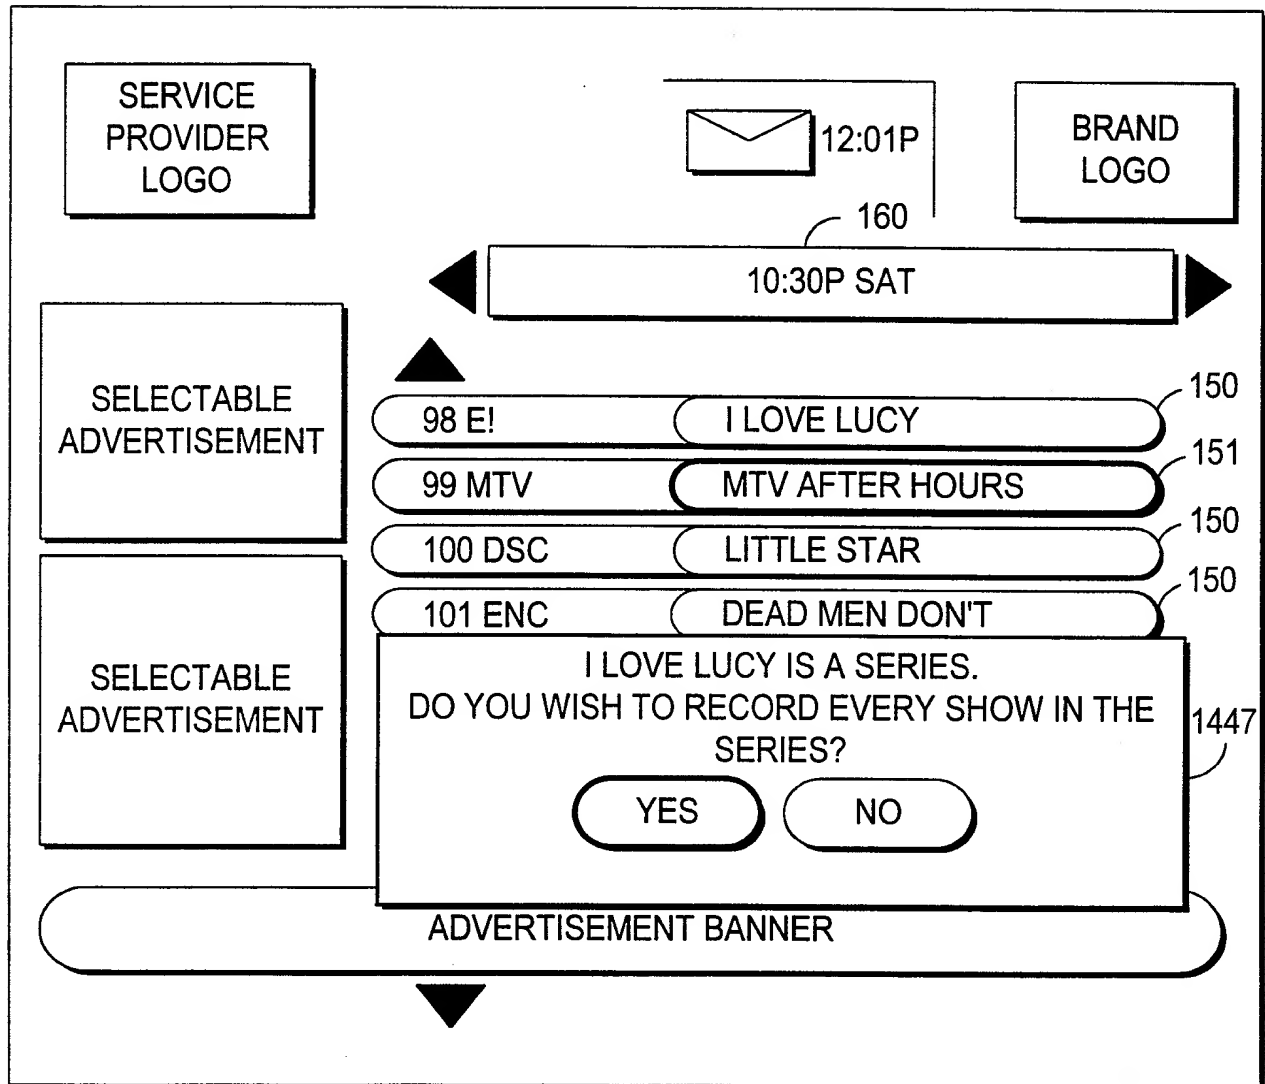 SERVICE
PROVIDER
LOGO
12:01P
BRAND
LOGO
160
10:30P SAT
SELECTABLE
ADVERTISEMENT
98 E! I LOVE LUCY 150
99 MTV MTV AFTER HOURS 151
100 DSC LITTLE STAR 150
101 ENC DEAD MEN DON'T 150
SELECTABLE
ADVERTISEMENT
I LOVE LUCY IS A SERIES.
DO YOU WISH TO RECORD EVERY SHOW IN THE
SERIES?
1447
YES NO
ADVERTISEMENT BANNER